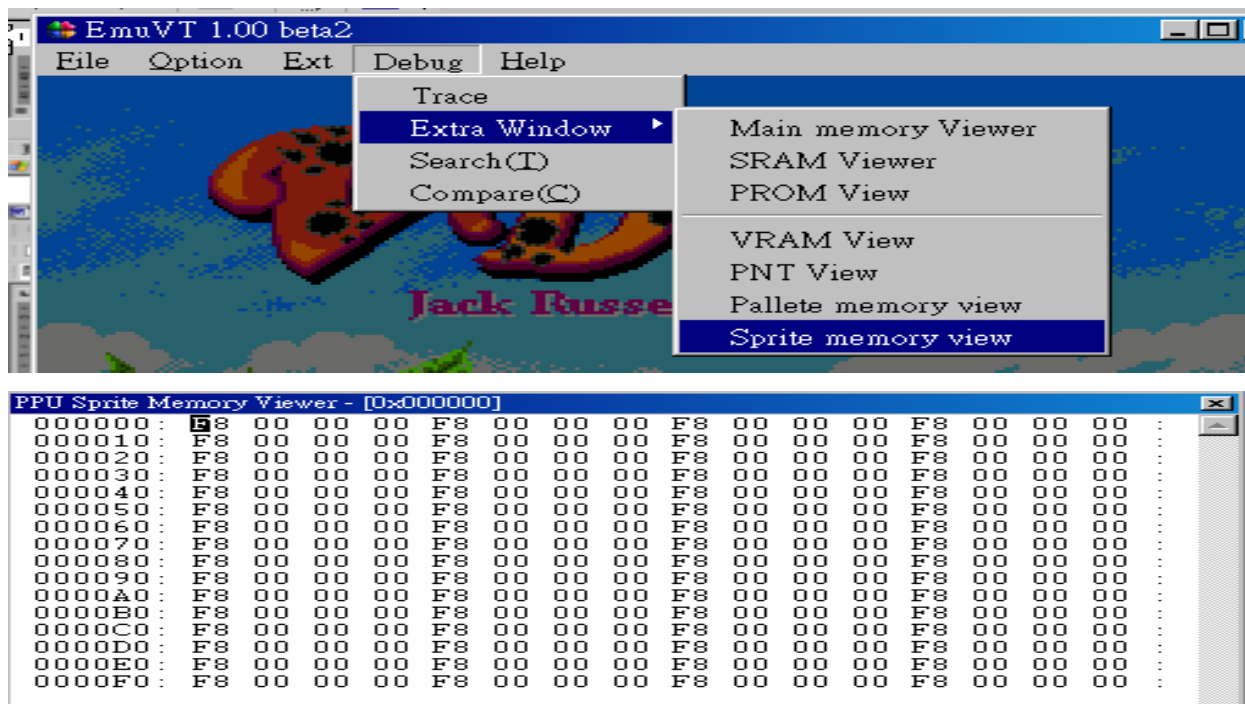 EmuVT 1.00 beta2
File Option Ext Debug Help
Trace
Extra Window
Search(T)
Compare(C)
Main memory Viewer
SRAM Viewer
PROM View
VRAM View
PNT View
Pallete memory view
Sprite memory view
Jack Russe
PPU Sprite Memory Viewer - [0x000000]
000000: F8 00 00 00 F8 00 00 00 F8 00 00 00 F8 00 00 00 :
000010: F8 00 00 00 F8 00 00 00 F8 00 00 00 F8 00 00 00 :
000020: F8 00 00 00 F8 00 00 00 F8 00 00 00 F8 00 00 00 :
000030: F8 00 00 00 F8 00 00 00 F8 00 00 00 F8 00 00 00 :
000040: F8 00 00 00 F8 00 00 00 F8 00 00 00 F8 00 00 00 :
000050: F8 00 00 00 F8 00 00 00 F8 00 00 00 F8 00 00 00 :
000060: F8 00 00 00 F8 00 00 00 F8 00 00 00 F8 00 00 00 :
000070: F8 00 00 00 F8 00 00 00 F8 00 00 00 F8 00 00 00 :
000080: F8 00 00 00 F8 00 00 00 F8 00 00 00 F8 00 00 00 :
000090: F8 00 00 00 F8 00 00 00 F8 00 00 00 F8 00 00 00 :
0000A0: F8 00 00 00 F8 00 00 00 F8 00 00 00 F8 00 00 00 :
0000B0: F8 00 00 00 F8 00 00 00 F8 00 00 00 F8 00 00 00 :
0000C0: F8 00 00 00 F8 00 00 00 F8 00 00 00 F8 00 00 00 :
0000D0: F8 00 00 00 F8 00 00 00 F8 00 00 00 F8 00 00 00 :
0000E0: F8 00 00 00 F8 00 00 00 F8 00 00 00 F8 00 00 00 :
0000F0: F8 00 00 00 F8 00 00 00 F8 00 00 00 F8 00 00 00 :